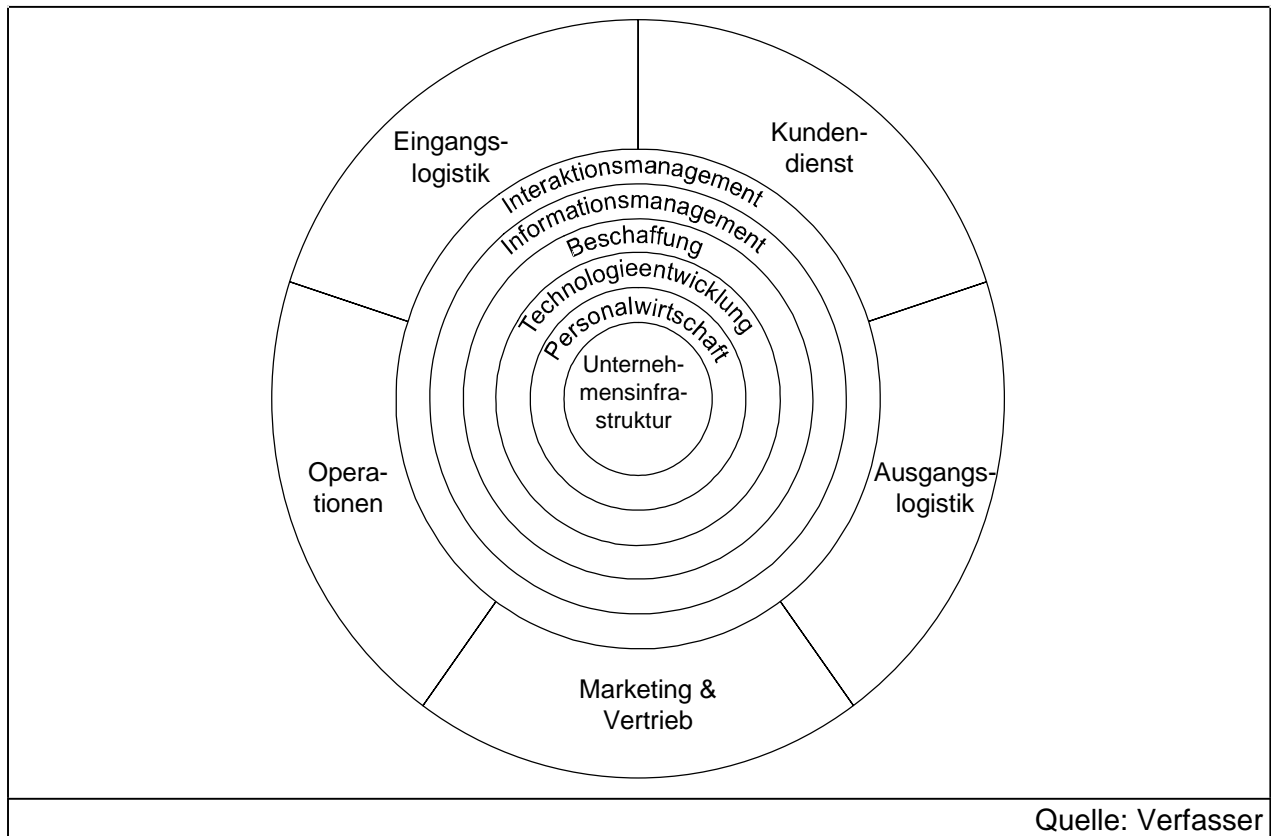 Eingangs-
logistik
Kunden-
dienst
Interaktionsmanagement
Informationsmanagement
Beschaffung
Technologieentwicklung
Personalwirtschaft
Unterneh-
mensinfra-
struktur
Opera-
tionen
Ausgangs-
logistik
Marketing &
Vertrieb
Quelle: Verfasser